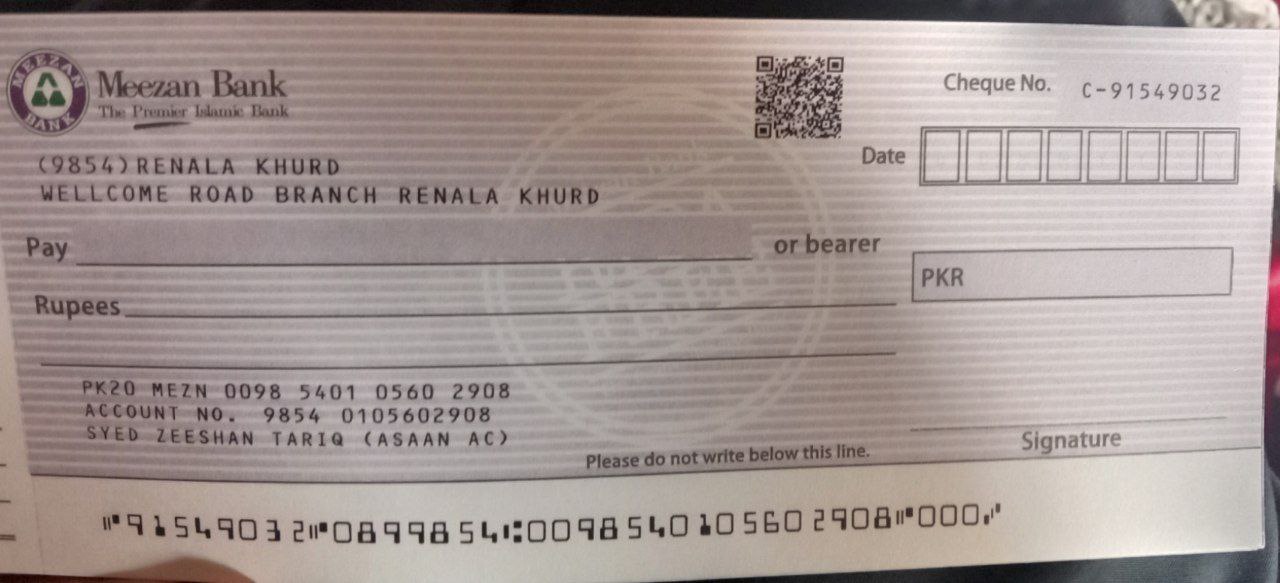 MEEZAN BANK
Meezan Bank
The Premier Islamic Bank
Cheque No. C-91549032
Date
(9854)RENALA KHURD
WELLCOME ROAD BRANCH RENALA KHURD
Pay or bearer
PKR
Rupees
PK20 MEZN 0098 5401 0560 2908
ACCOUNT NO. 9854 0105602908
SYED ZEESHAN TARIQ (ASAAN AC)
Signature
Please do not write below this line.
⑈91549032⑈0899854⑆0098540105602908⑈000⑇